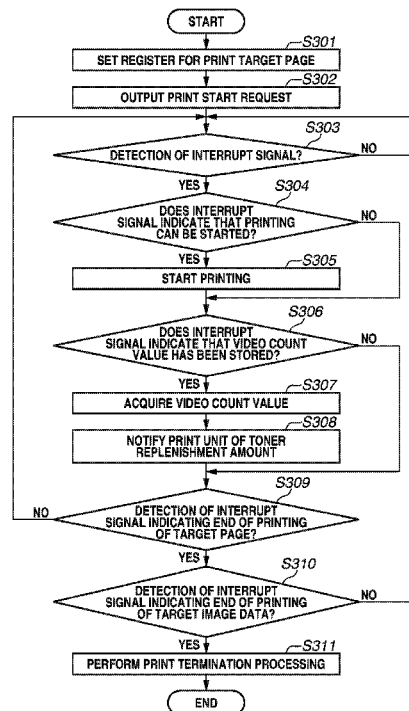 START
S301
SET REGISTER FOR PRINT TARGET PAGE
S302
OUTPUT PRINT START REQUEST
S303
DETECTION OF INTERRUPT SIGNAL?
NO
YES
S304
DOES INTERRUPT
SIGNAL INDICATE THAT PRINTING
CAN BE STARTED?
NO
YES
S305
START PRINTING
S306
DOES INTERRUPT
SIGNAL INDICATE THAT VIDEO COUNT
VALUE HAS BEEN STORED?
NO
YES
S307
ACQUIRE VIDEO COUNT VALUE
S308
NOTIFY PRINT UNIT OF TONER
REPLENISHMENT AMOUNT
S309
DETECTION OF INTERRUPT
SIGNAL INDICATING END OF PRINTING
OF TARGET PAGE?
NO
YES
S310
DETECTION OF INTERRUPT
SIGNAL INDICATING END OF PRINTING
OF TARGET IMAGE DATA?
NO
YES
S311
PERFORM PRINT TERMINATION PROCESSING
END